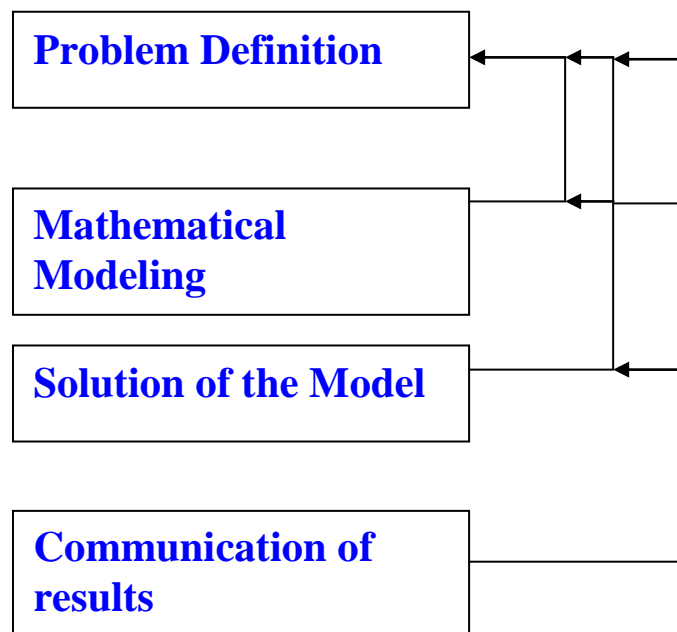 Problem Definition
Mathematical
Modeling
Solution of the Model
Communication of
results